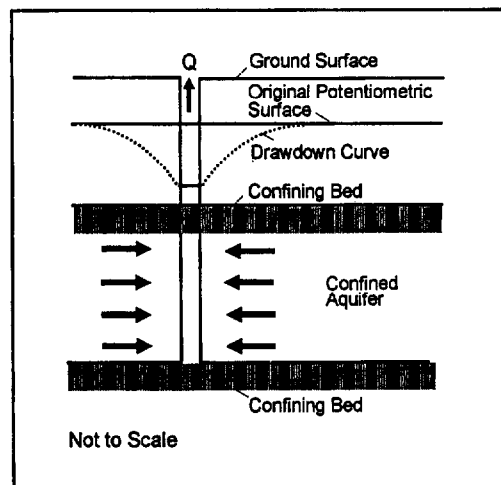 Q
Ground Surface
Original Potentiometric
Surface
Drawdown Curve
Confining Bed
Confined
Aquifer
Confining Bed
Not to Scale